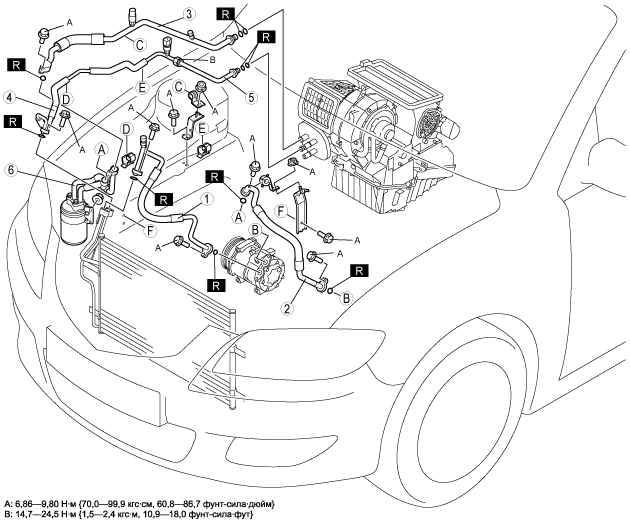 3
A
R
C
R
R
B
4
D
E
A
C
A
5
R
A
A
D
E
A
6
A
R
R
1
A
F
F
B
A
A
A
R
R
2
B
A: 6,86—9,80 Н·м {70,0—99,9 кгс·см, 60,8—86,7 фунт-сила·дюйм}
B: 14,7—24,5 Н·м {1,5—2,4 кгс·м, 10,9—18,0 фунт-сила·фут}